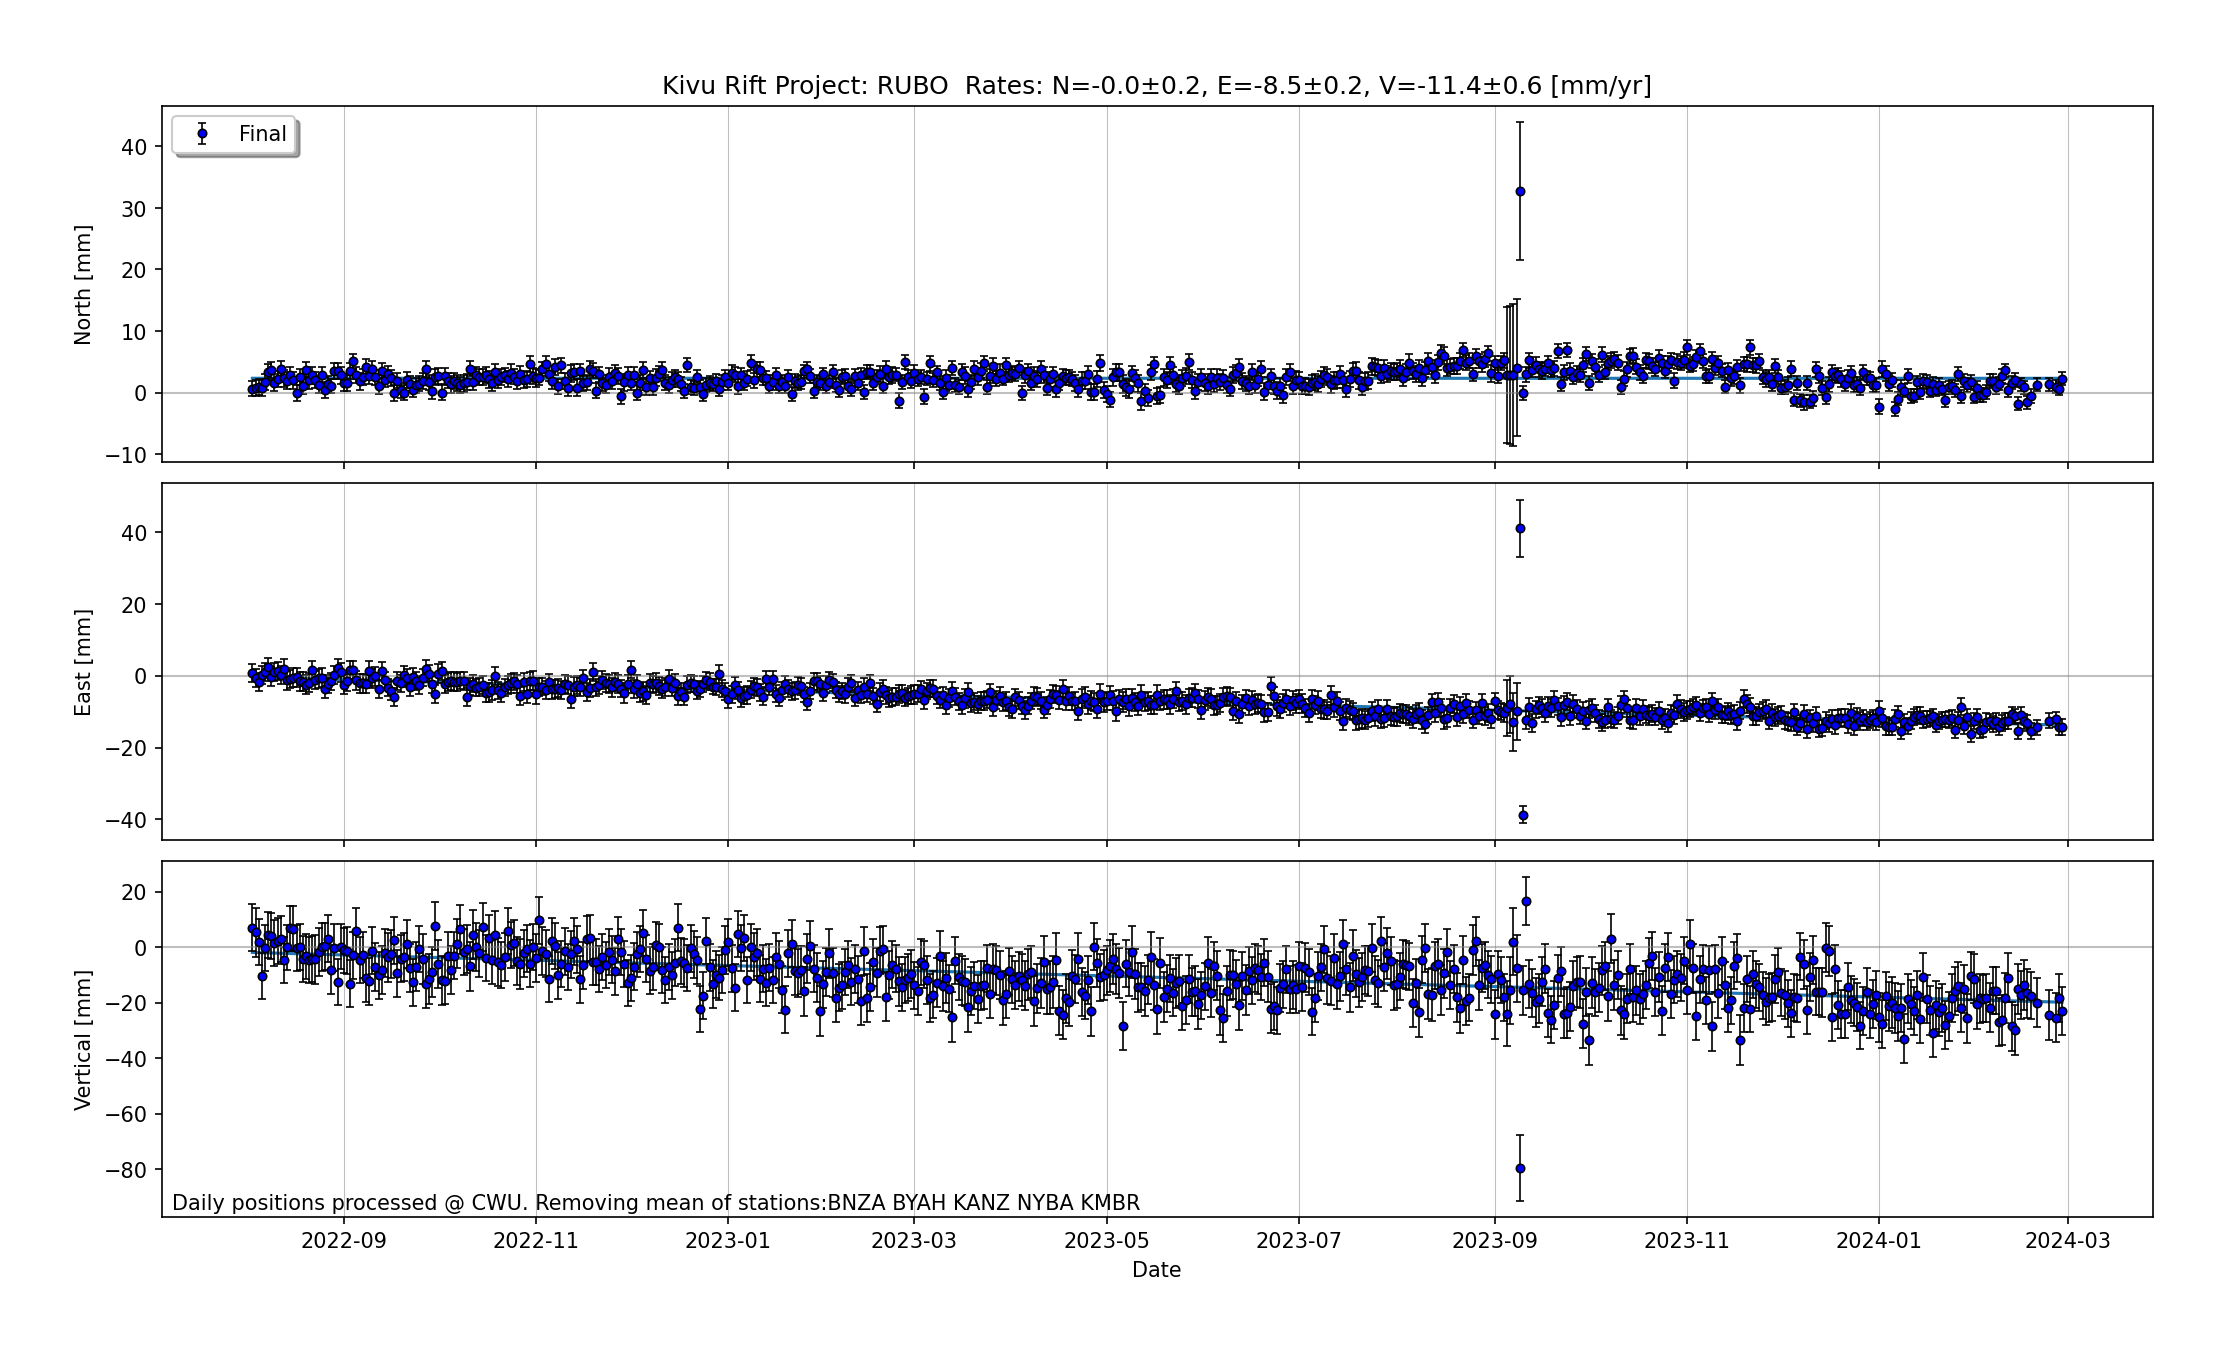 Kivu Rift Project: RUBO  Rates: N=-0.0±0.2, E=-8.5±0.2, V=-11.4±0.6 [mm/yr]
Final
North [mm]
40
30
20
10
0
−10
East [mm]
40
20
0
−20
−40
Vertical [mm]
20
0
−20
−40
−60
−80
Daily positions processed @ CWU. Removing mean of stations:BNZA BYAH KANZ NYBA KMBR
2022-09 2022-11 2023-01 2023-03 2023-05 2023-07 2023-09 2023-11 2024-01 2024-03
Date